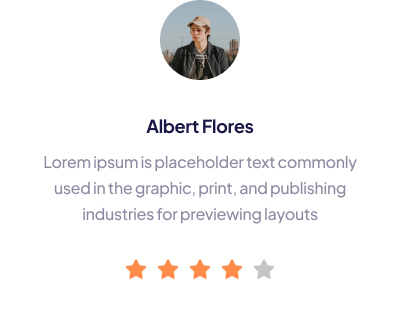 Albert Flores
Lorem ipsum is placeholder text commonly
used in the graphic, print, and publishing
industries for previewing layouts